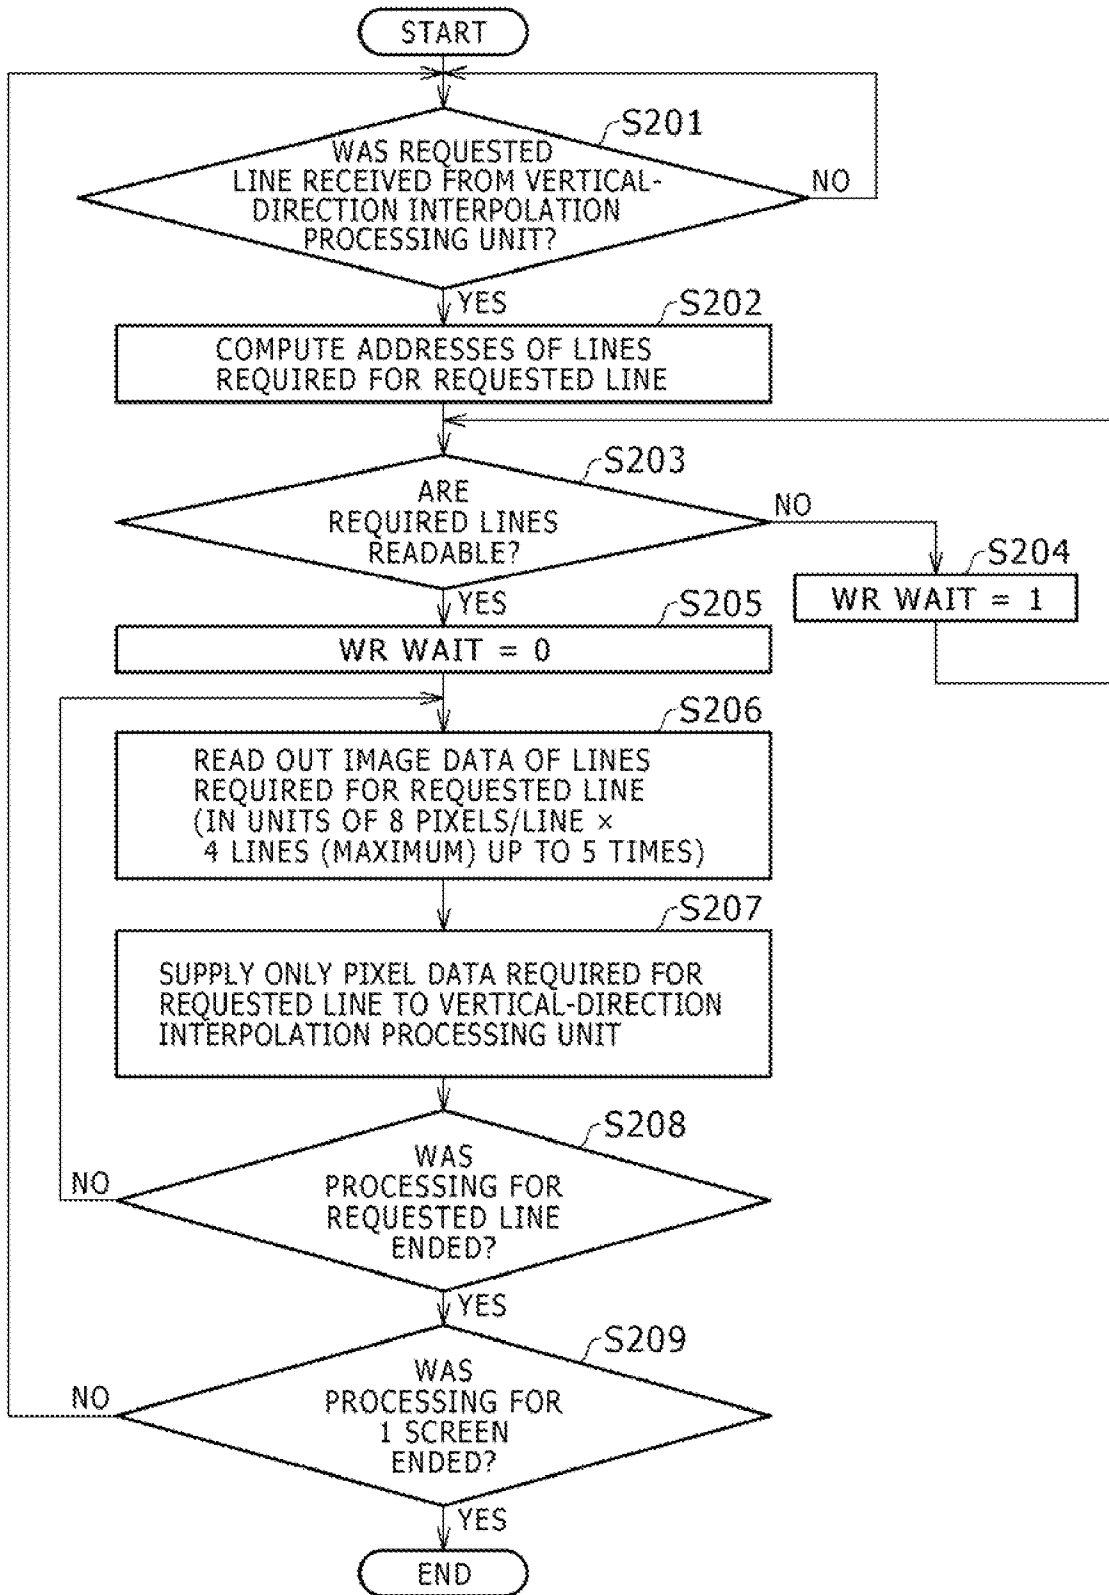 START
S201
WAS REQUESTED
LINE RECEIVED FROM VERTICAL-
DIRECTION INTERPOLATION
PROCESSING UNIT?
NO
YES
S202
COMPUTE ADDRESSES OF LINES
REQUIRED FOR REQUESTED LINE
S203
ARE
REQUIRED LINES
READABLE?
NO
S204
WR WAIT = 1
YES
S205
WR WAIT = 0
S206
READ OUT IMAGE DATA OF LINES
REQUIRED FOR REQUESTED LINE
(IN UNITS OF 8 PIXELS/LINE ×
4 LINES (MAXIMUM) UP TO 5 TIMES)
S207
SUPPLY ONLY PIXEL DATA REQUIRED FOR
REQUESTED LINE TO VERTICAL-DIRECTION
INTERPOLATION PROCESSING UNIT
S208
WAS
PROCESSING FOR
REQUESTED LINE
ENDED?
NO
YES
S209
WAS
PROCESSING FOR
1 SCREEN
ENDED?
NO
YES
END